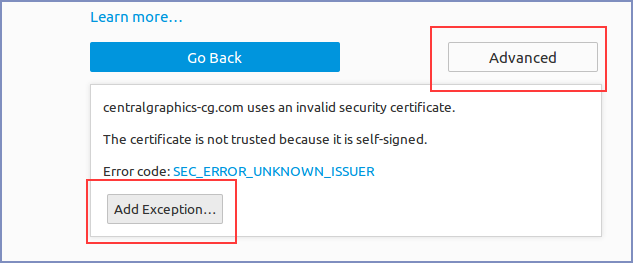 Learn more…
Go Back
Advanced
centralgraphics-cg.com uses an invalid security certificate.
The certificate is not trusted because it is self-signed.
Error code: SEC_ERROR_UNKNOWN_ISSUER
Add Exception…